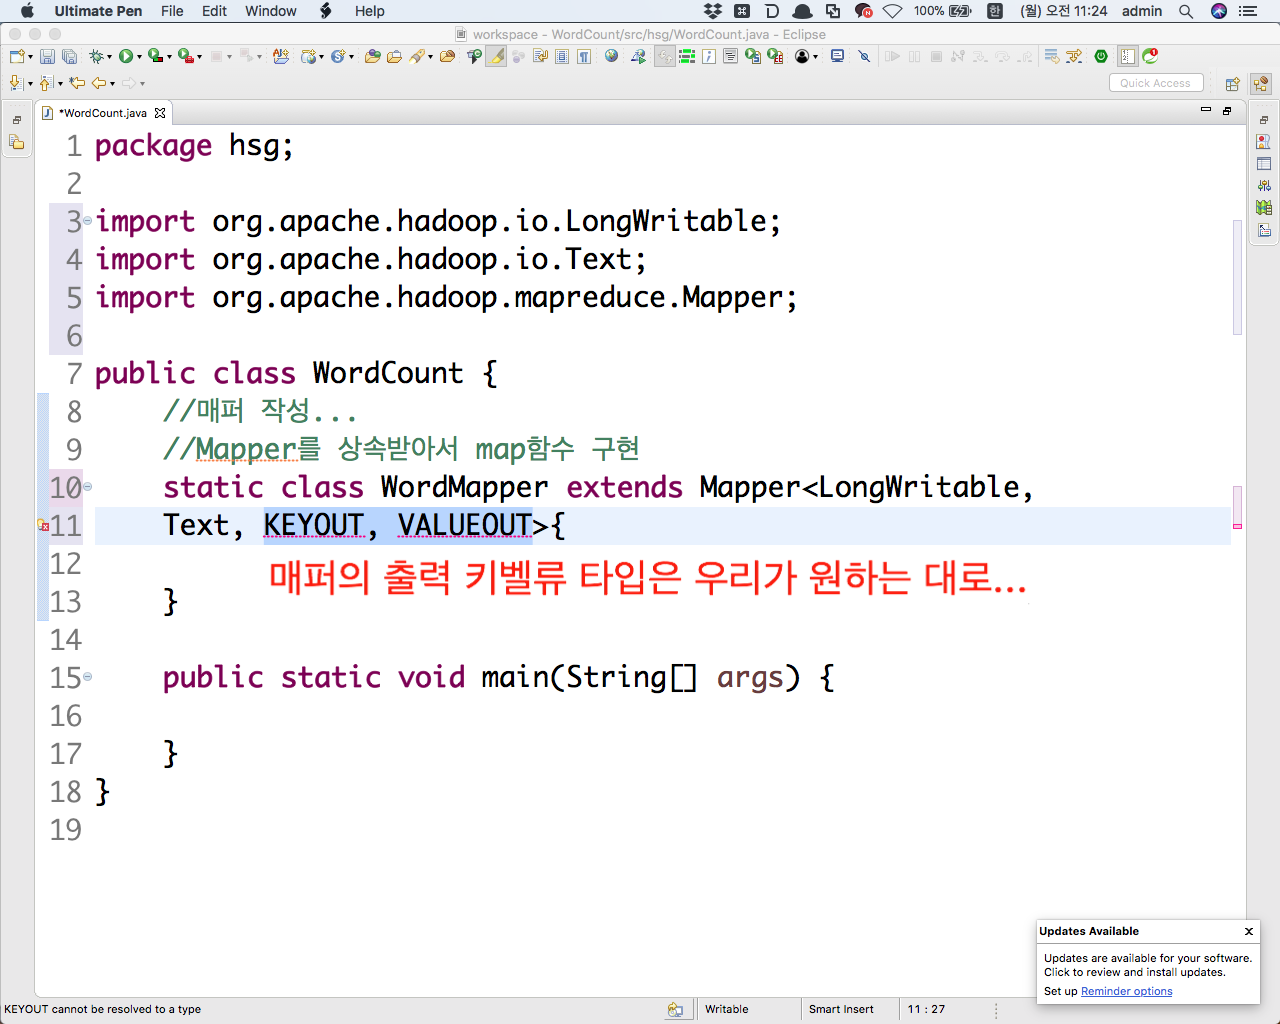 Ultimate Pen File Edit Window Help 100% 한 (월) 오전 11:24 admin
workspace - WordCount/src/hsg/WordCount.java - Eclipse
Quick Access
*WordCount.java
1 package hsg;
2
3 import org.apache.hadoop.io.LongWritable;
4 import org.apache.hadoop.io.Text;
5 import org.apache.hadoop.mapreduce.Mapper;
6
7 public class WordCount {
8 //매퍼 작성...
9 //Mapper를 상속받아서 map함수 구현
10 static class WordMapper extends Mapper<LongWritable,
11 Text, KEYOUT, VALUEOUT>{
12
매퍼의 출력 키벨류 타입은 우리가 원하는 대로...
13 }
14
15 public static void main(String[] args) {
16
17 }
18 }
19
Updates Available x
Updates are available for your software.
Click to review and install updates.
Set up Reminder options
KEYOUT cannot be resolved to a type Writable Smart Insert 11 : 27